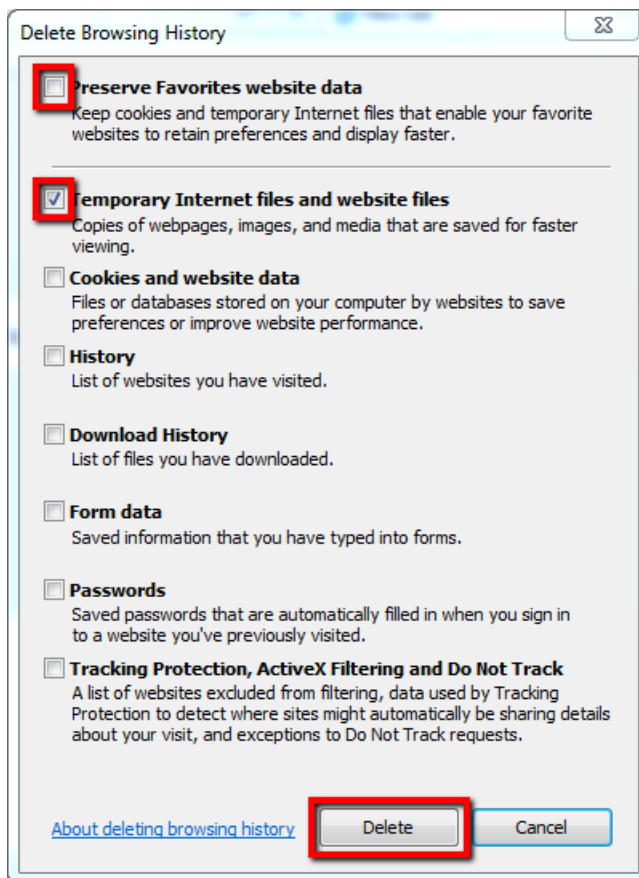 Delete Browsing History
Preserve Favorites website data
Keep cookies and temporary Internet files that enable your favorite
websites to retain preferences and display faster.
Temporary Internet files and website files
Copies of webpages, images, and media that are saved for faster
viewing.
Cookies and website data
Files or databases stored on your computer by websites to save
preferences or improve website performance.
History
List of websites you have visited.
Download History
List of files you have downloaded.
Form data
Saved information that you have typed into forms.
Passwords
Saved passwords that are automatically filled in when you sign in
to a website you've previously visited.
Tracking Protection, ActiveX Filtering and Do Not Track
A list of websites excluded from filtering, data used by Tracking
Protection to detect where sites might automatically be sharing details
about your visit, and exceptions to Do Not Track requests.
About deleting browsing history
Delete
Cancel